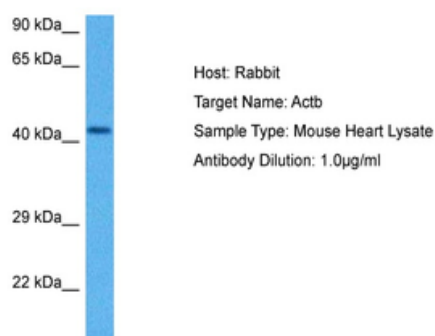 90 kDa__
65 kDa__
40 kDa__
29 kDa__
22 kDa__
Host: Rabbit
Target Name: Actb
Sample Type: Mouse Heart Lysate
Antibody Dilution: 1.0µg/ml